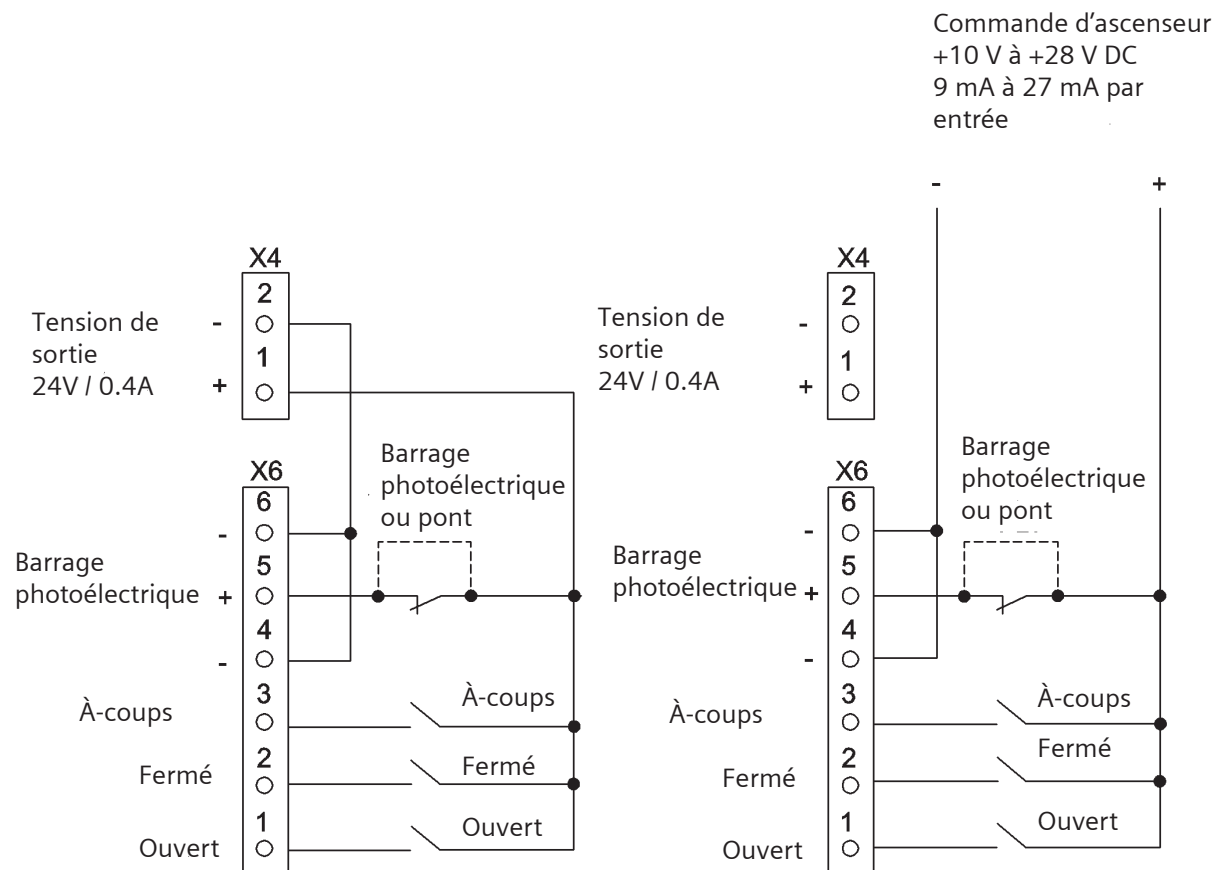 Commande d'ascenseur
+10 V à +28 V DC
9 mA à 27 mA par
entrée
- +
X4
2
1
Tension de
sortie
24V / 0.4A
-
+
X6
6
5
4
3
2
1
-
Barrage
photoélectrique +
-
À-coups
Fermé
Ouvert
Barrage
photoélectrique
ou pont
À-coups
Fermé
Ouvert
X4
2
1
Tension de
sortie
24V / 0.4A
-
+
X6
6
5
4
3
2
1
-
Barrage
photoélectrique +
-
À-coups
Fermé
Ouvert
Barrage
photoélectrique
ou pont
À-coups
Fermé
Ouvert